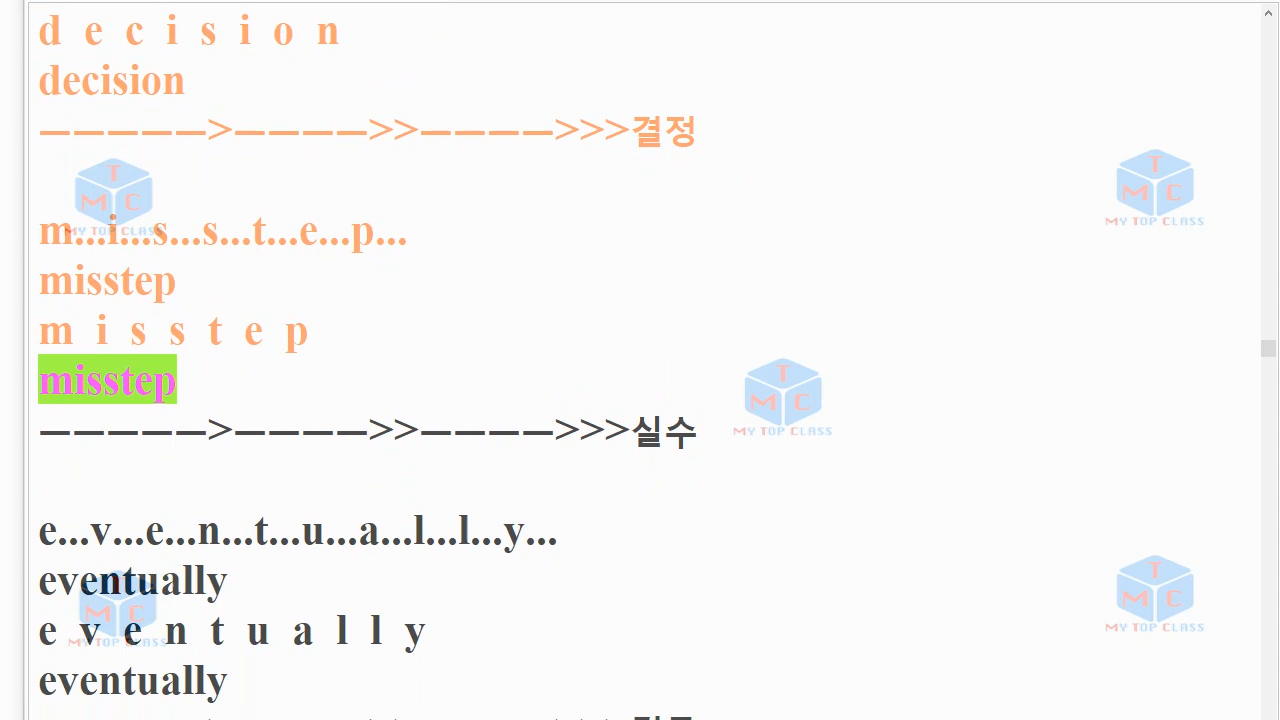 d e c i s i o n
decision
—————>————>>————>>>결정
m...i...s...s...t...e...p...
misstep
m i s s t e p
misstep
—————>————>>————>>>실수
e...v...e...n...t...u...a...l...l...y...
eventually
e v e n t u a l l y
eventually
T M C
MY TOP CLASS
T M C
MY TOP CLASS
T M C
MY TOP CLASS
T M C
MY TOP CLASS
T M C
MY TOP CLASS